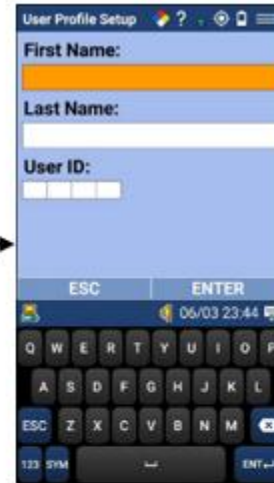 User Profile Setup ?
First Name:
Last Name:
User ID:
ESC ENTER
06/03 23:44
Q W E R T Y U I O P
A S D F G H J K L
ESC Z X C V B N M
123 SYM ENT